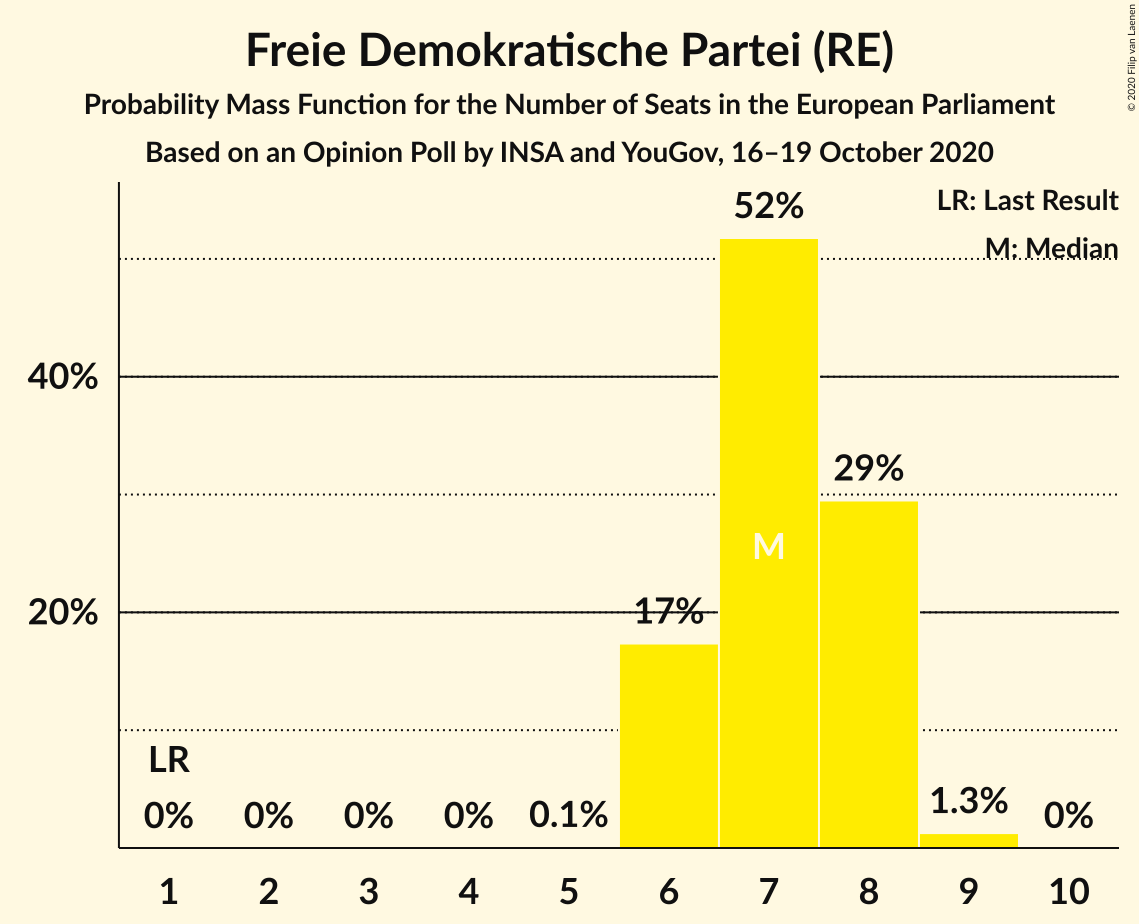 Freie Demokratische Partei (RE)
Probability Mass Function for the Number of Seats in the European Parliament
Based on an Opinion Poll by INSA and YouGov, 16–19 October 2020
© 2020 Filip van Laenen
LR: Last Result
M: Median
52%
40%
29%
M
20%
17%
LR
0%
0%
0%
0%
0.1%
1.3%
0%
1
2
3
4
5
6
7
8
9
10